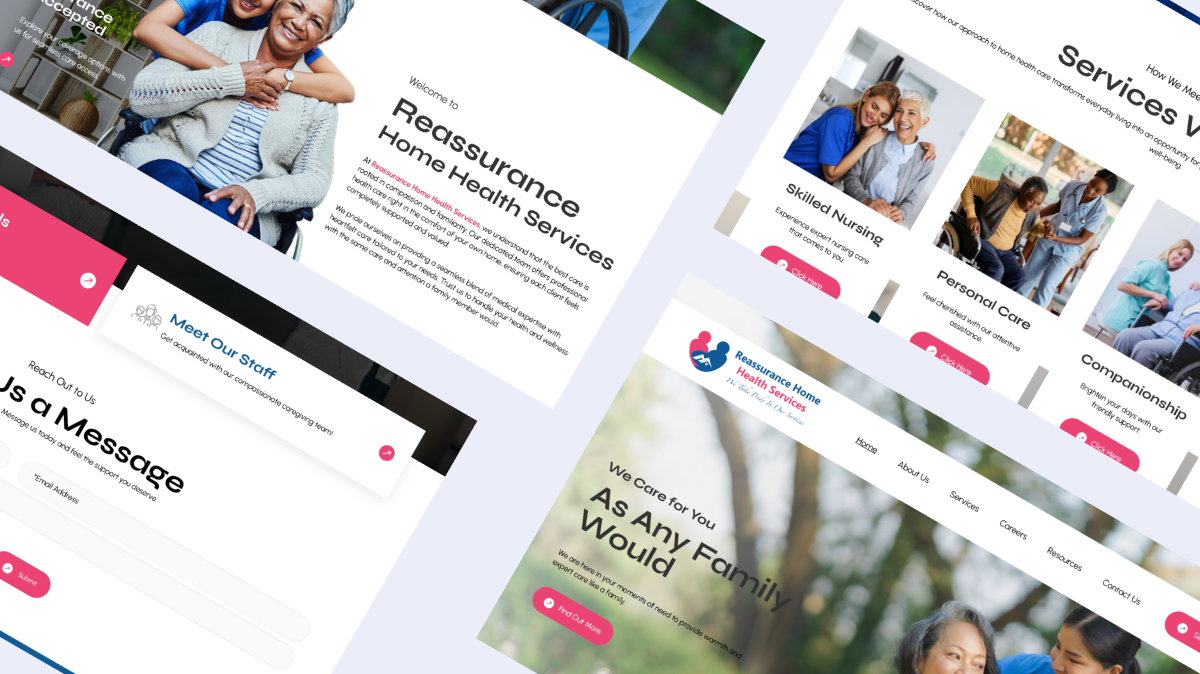 Accepted
Explore your coverage options with
us for seamless care access.
Welcome to
Reassurance
Home Health Services
At Reassurance Home Health Services, we understand that the best care is
rooted in compassion and familiarity. Our dedicated team offers professional
health care right in the comfort of your own home, ensuring each client feels
completely supported and valued.
We pride ourselves on providing a seamless blend of medical expertise with
heartfelt care tailored to your needs. Trust us to handle your health and wellness
with the same care and attention a family member would.
how our approach to home health care transforms everyday living into an opportunity for
well-being.
How We
Services
Skilled Nursing
Experience expert nursing care
that comes to you.
Click Here
Personal Care
Feel cherished with our attentive
assistance.
Click Here
Companionship
Brighten your days with our
friendly support.
Click Here
Meet Our Staff
Get acquainted with our compassionate caregiving team!
Reach Out to Us
Us a Message
Message us today and feel the support you deserve.
*Email Address
Submit
Reassurance Home
Health Services
We Take Pride In Our Services
Home
About Us
Services
Careers
Resources
Contact Us
We Care for You
As Any Family
Would
We are here in your moments of need to provide warmth and
expert care like a family.
Find Out More